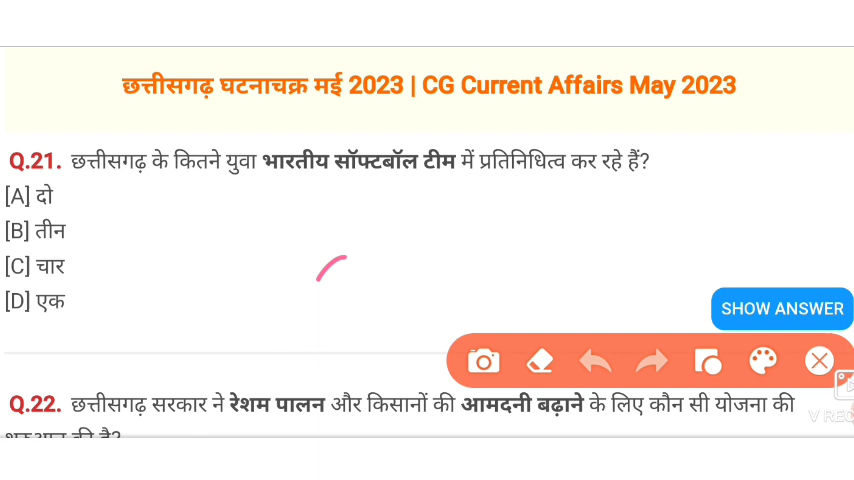 छत्तीसगढ़ घटनाचक्र मई 2023 | CG Current Affairs May 2023
Q.21. छत्तीसगढ़ के कितने युवा भारतीय सॉफ्टबॉल टीम में प्रतिनिधित्व कर रहे हैं?
[A] दो
[B] तीन
[C] चार
[D] एक
SHOW ANSWER
Q.22. छत्तीसगढ़ सरकार ने रेशम पालन और किसानों की आमदनी बढ़ाने के लिए कौन सी योजना की
V REC